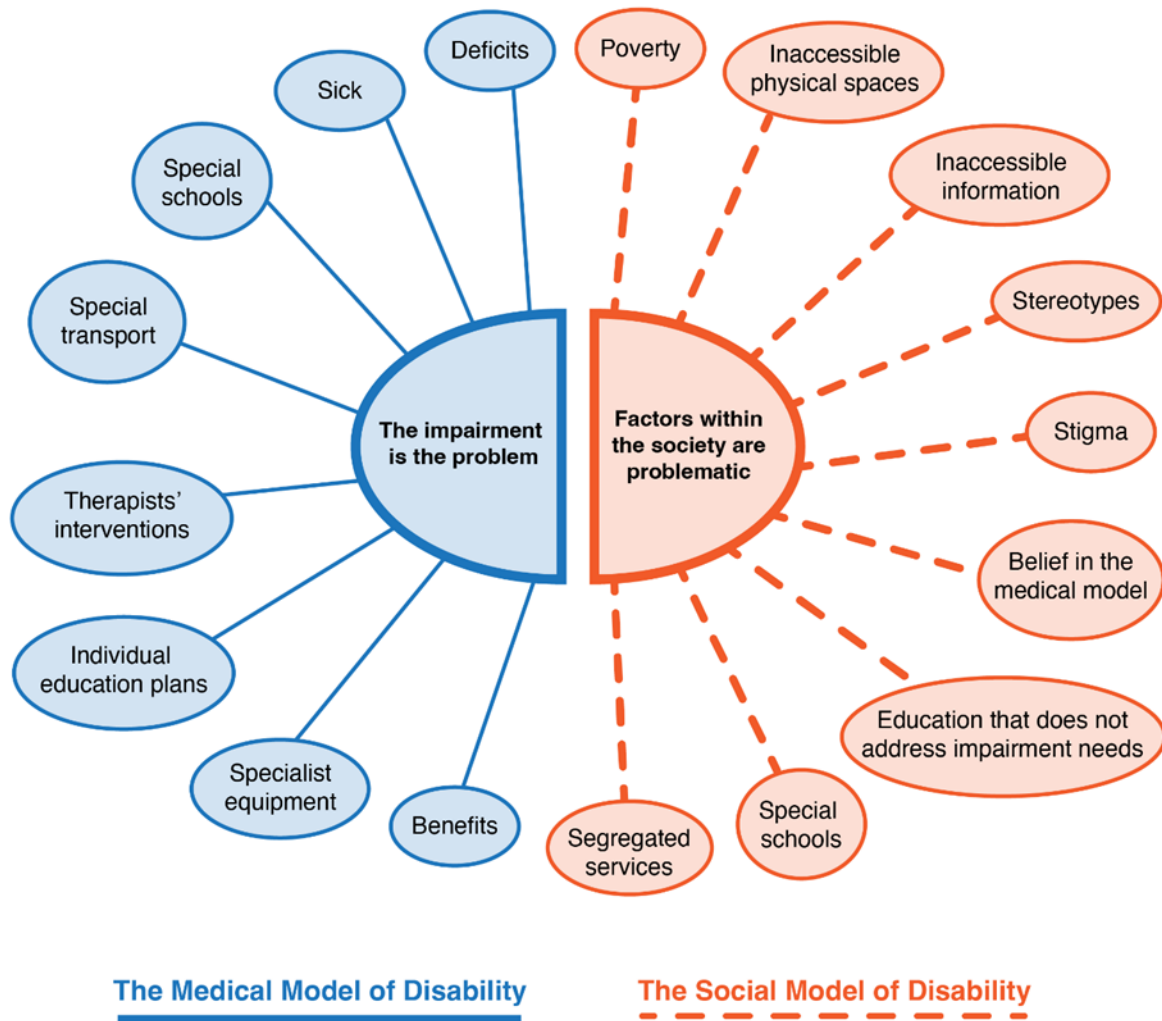 Deficits
Sick
Special
schools
Special
transport
Therapists’
interventions
Individual
education plans
Specialist
equipment
Benefits
The impairment
is the problem
Poverty
Inaccessible
physical spaces
Inaccessible
information
Stereotypes
Stigma
Belief in the
medical model
Education that does not
address impairment needs
Special
schools
Segregated
services
Factors within
the society are
problematic
The Medical Model of Disability
The Social Model of Disability